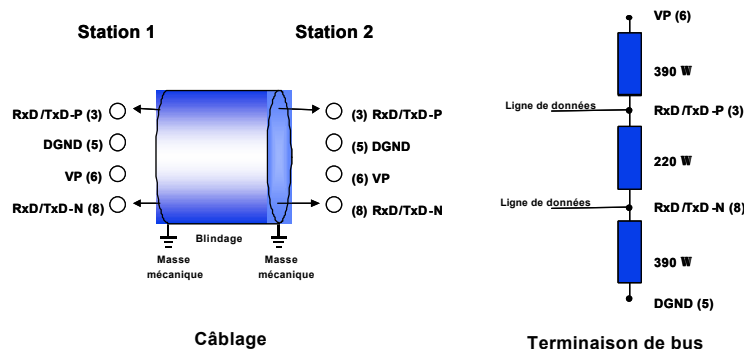 Station 1
Station 2
RxD/TxD-P (3)
DGND (5)
VP (6)
RxD/TxD-N (8)
(3) RxD/TxD-P
(5) DGND
(6) VP
(8) RxD/TxD-N
Blindage
Masse
mécanique
Masse
mécanique
Câblage
VP (6)
390 W
Ligne de données
RxD/TxD-P (3)
220 W
Ligne de données
RxD/TxD-N (8)
390 W
DGND (5)
Terminaison de bus